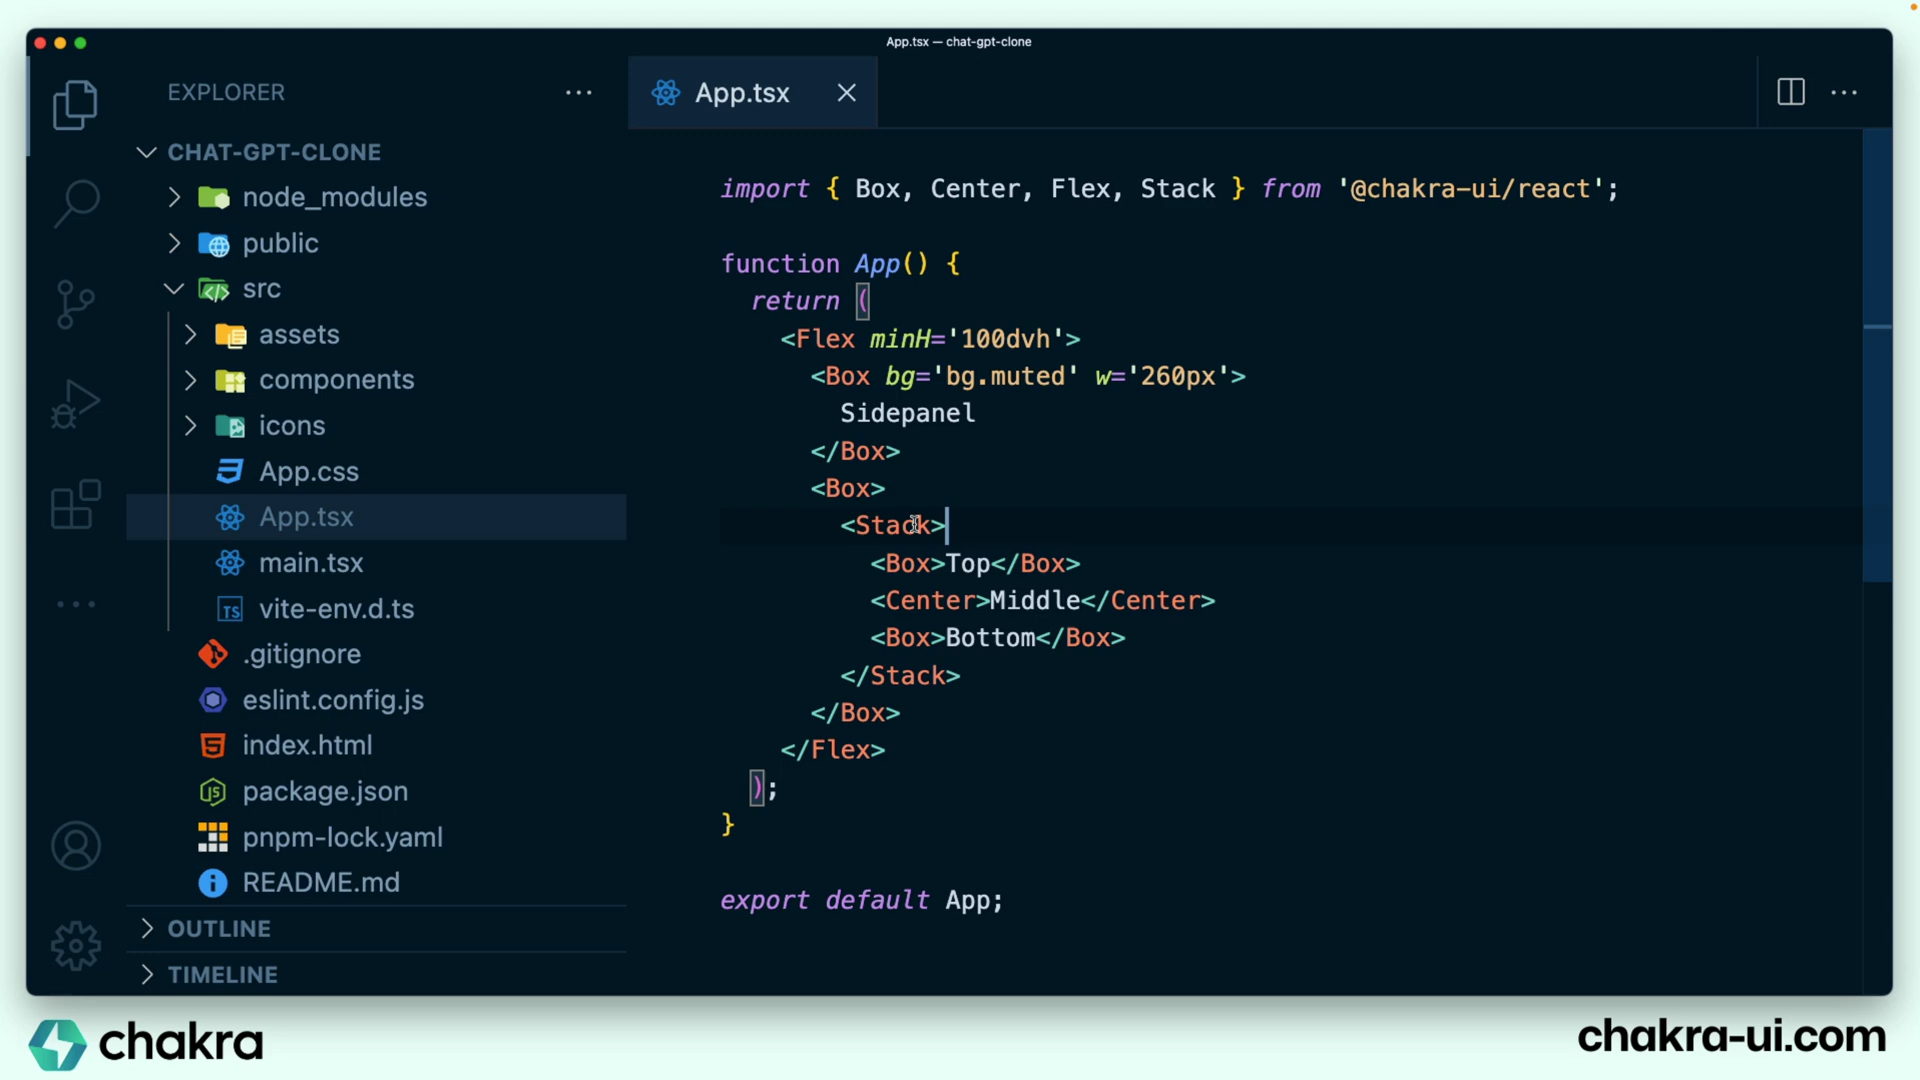 App.tsx — chat-gpt-clone
EXPLORER
App.tsx
CHAT-GPT-CLONE
node_modules
public
src
assets
components
icons
App.css
App.tsx
main.tsx
TS vite-env.d.ts
.gitignore
eslint.config.js
index.html
package.json
pnpm-lock.yaml
README.md
OUTLINE
TIMELINE
import { Box, Center, Flex, Stack } from '@chakra-ui/react';
function App() {
return (
<Flex minH='100dvh'>
<Box bg='bg.muted' w='260px'>
Sidepanel
</Box>
<Box>
<Stack>
<Box>Top</Box>
<Center>Middle</Center>
<Box>Bottom</Box>
</Stack>
</Box>
</Flex>
);
}
export default App;
chakra
chakra-ui.com